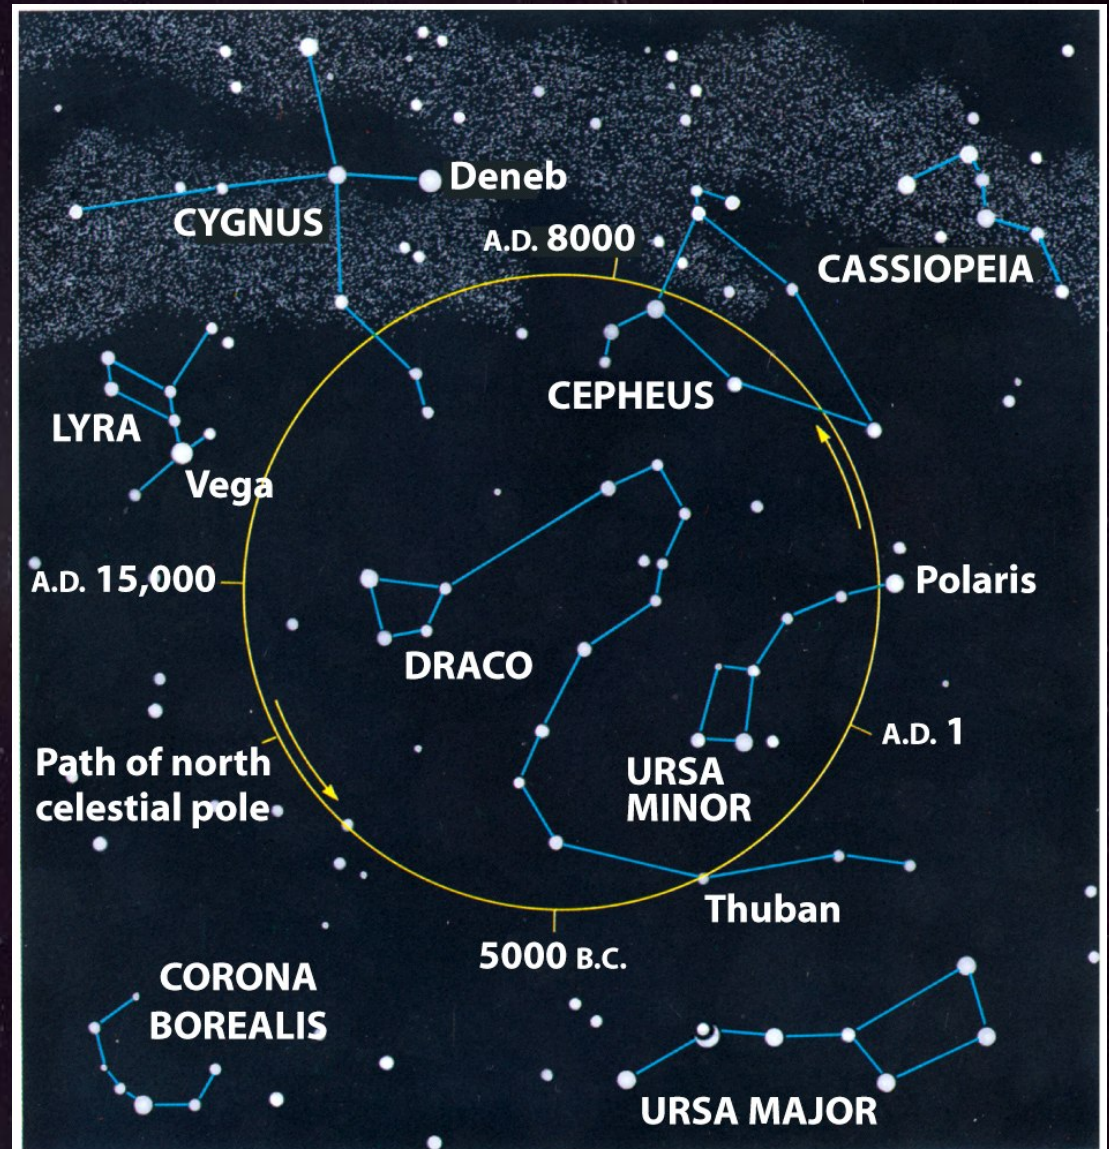 Deneb
CYGNUS
A.D. 8000
CASSIOPEIA
CEPHEUS
LYRA
Vega
A.D. 15,000
Polaris
DRACO
A.D. 1
Path of north
celestial pole
URSA
MINOR
Thuban
5000 B.C.
CORONA
BOREALIS
URSA MAJOR